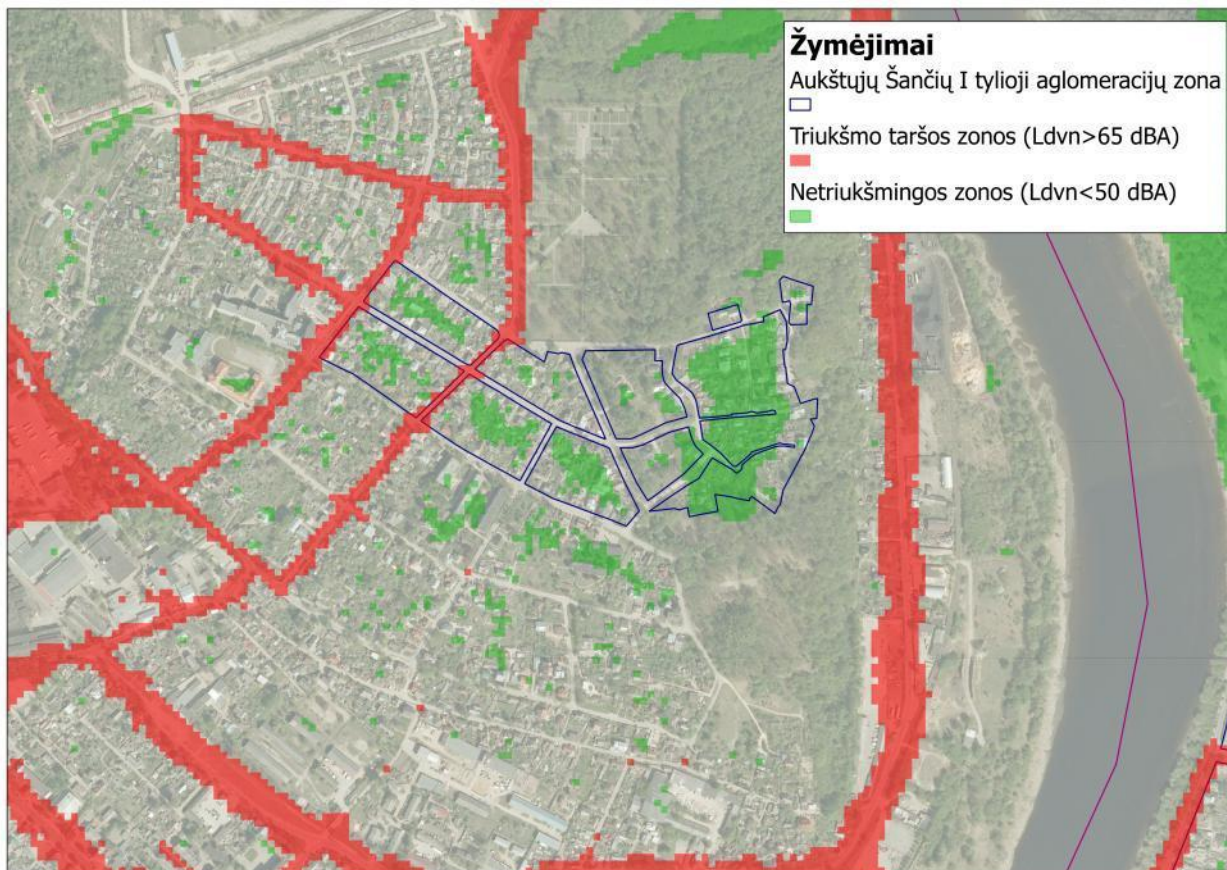 Žymėjimai
Aukštųjų Šančių I tylioji aglomeracijų zona
Triukšmo taršos zonos (Ldvn>65 dBA)
Netriukšmingos zonos (Ldvn<50 dBA)